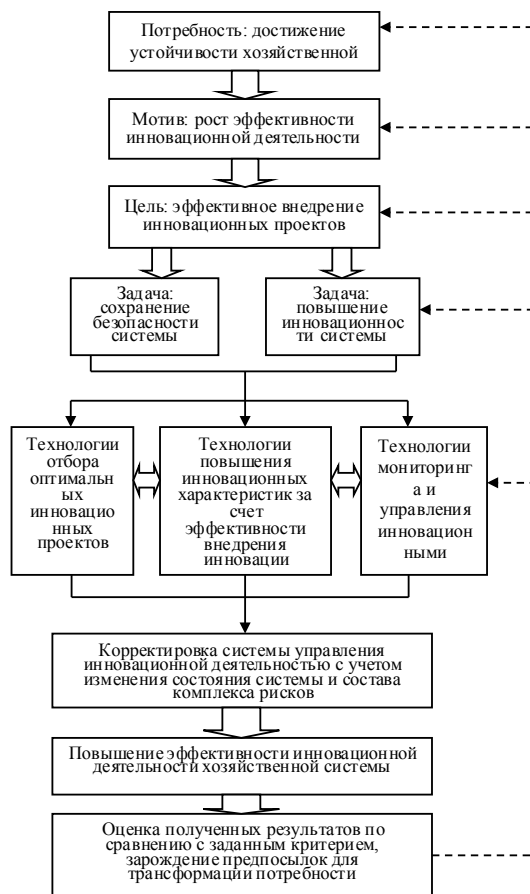 Потребность: достижение
устойчивости хозяйственной
Мотив: рост эффективности
инновационной деятельности
Цель: эффективное внедрение
инновационных проектов
Задача:
сохранение
безопасности
системы
Задача:
повышение
инновационнос
ти системы
Технологии
отбора
оптимальн
ых
инноваци
онных
проектов
Технологии
повышения
инновационных
характеристик за
счет
эффективности
внедрения
инновации
Технологии
мониторинг
а и
управления
инновацион
ными
Корректировка системы управления
инновационной деятельностью с учетом
изменения состояния системы и состава
комплекса рисков
Повышение эффективности инновационной
деятельности хозяйственной системы
Оценка полученных результатов по
сравнению с заданным критерием,
зарождение предпосылок для
трансформации потребности